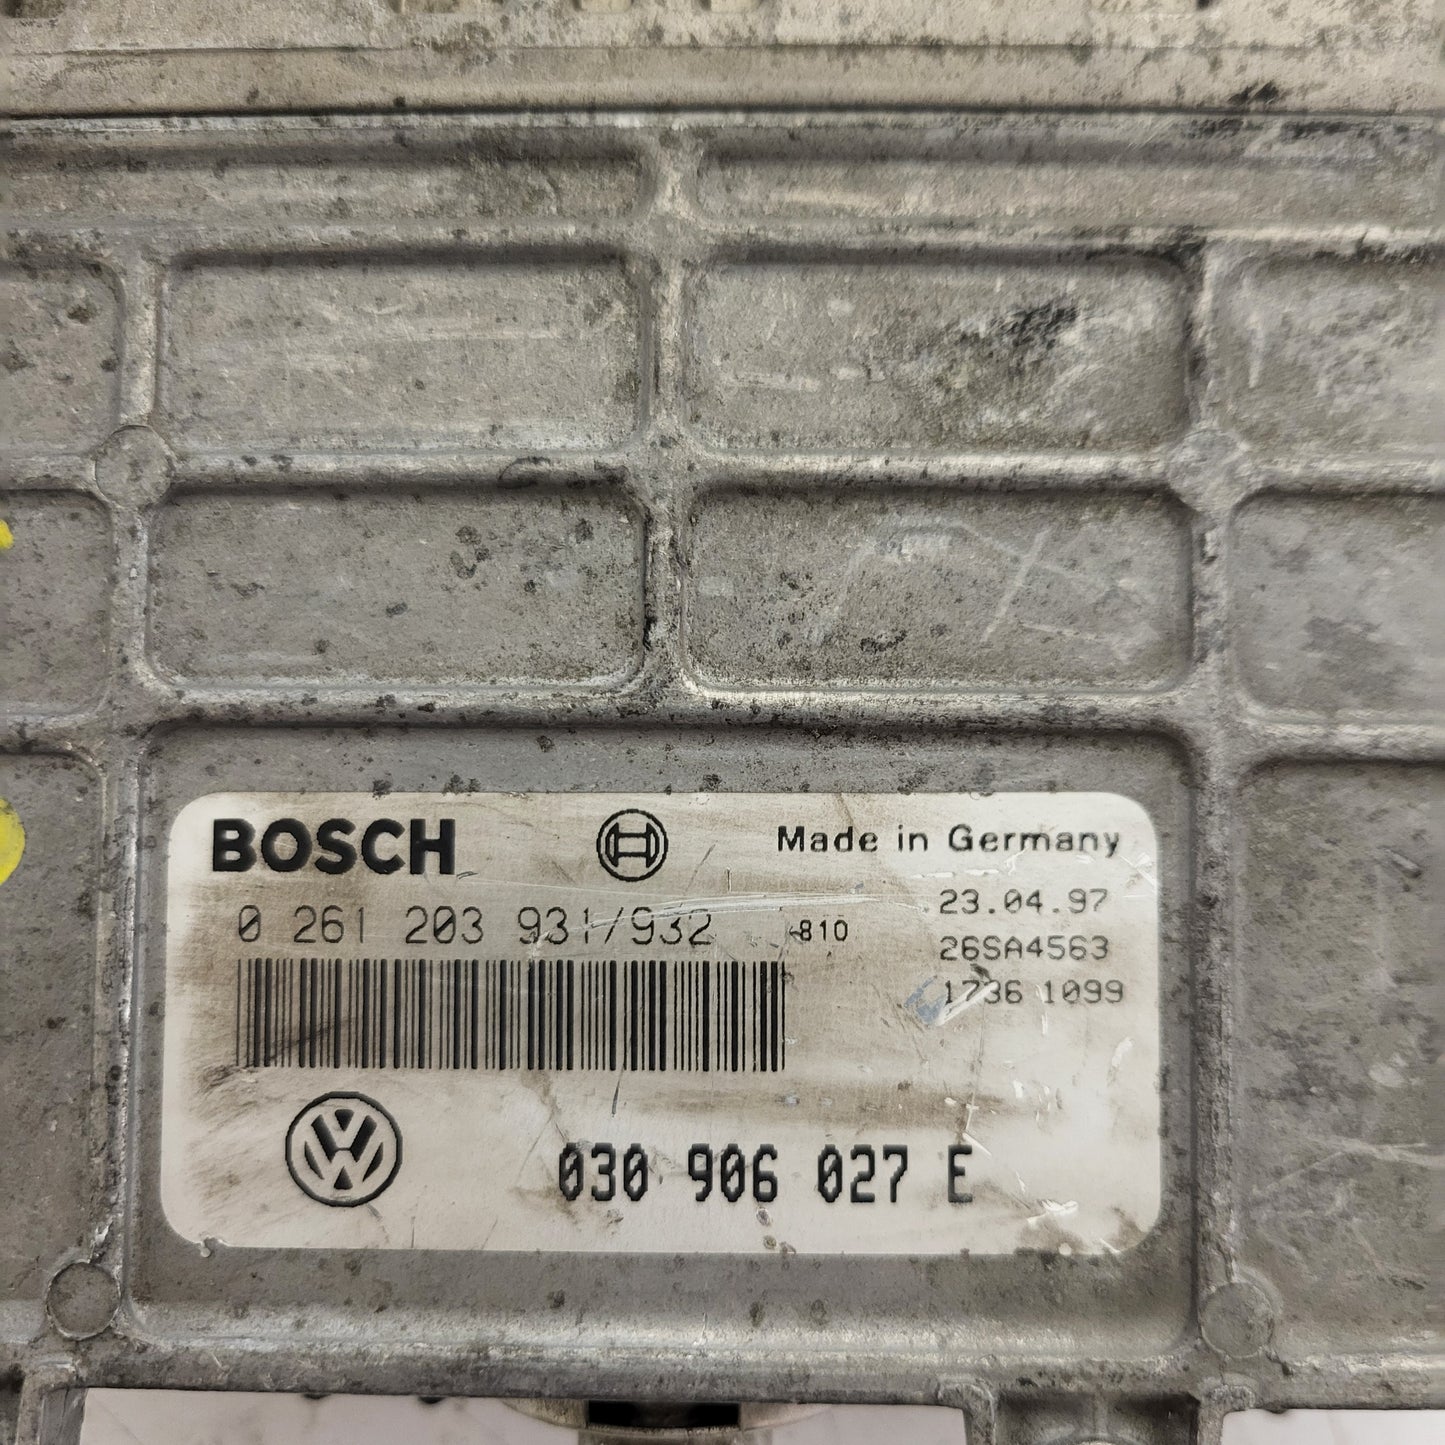 BOSCH Made in Germany
0 261 203 931/932 -810 23.04.97
26SA4563
1736 1099
030 906 027 E